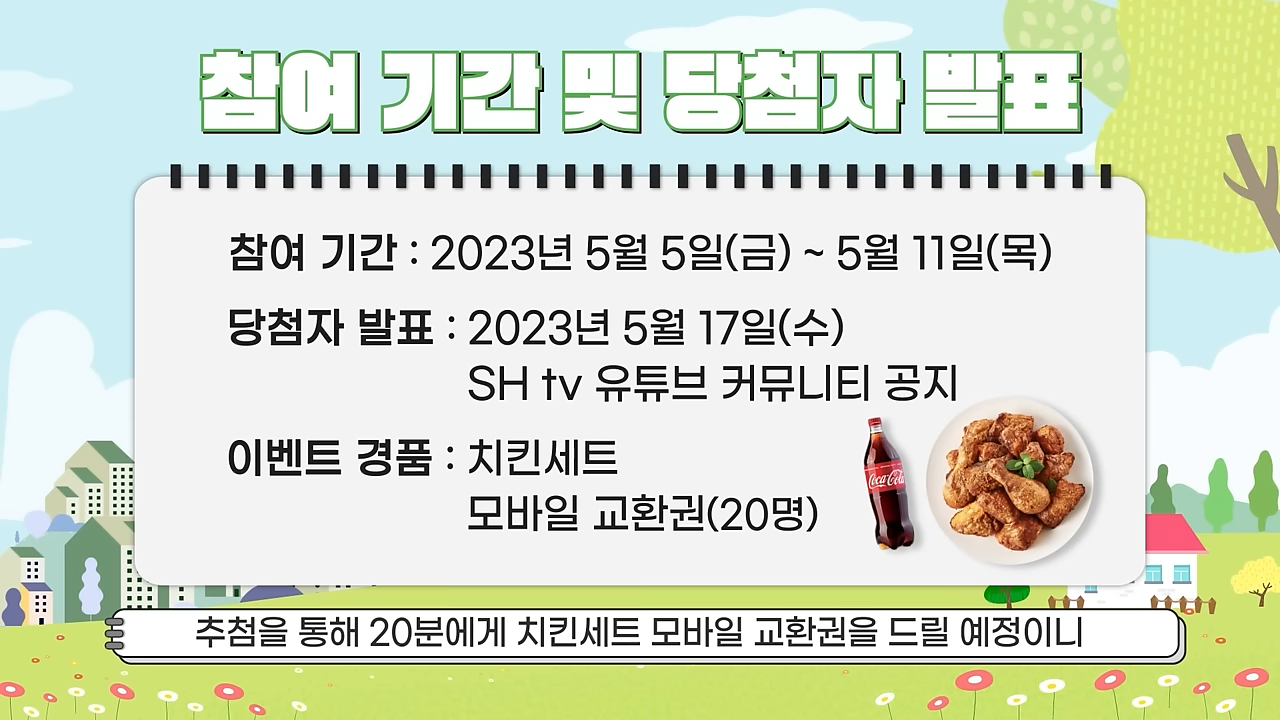 참여 기간 및 당첨자 발표
참여 기간 : 2023년 5월 5일(금) ~ 5월 11일(목)
당첨자 발표 : 2023년 5월 17일(수)
SH tv 유튜브 커뮤니티 공지
이벤트 경품 : 치킨세트
모바일 교환권(20명)
Coca-Cola
추첨을 통해 20분에게 치킨세트 모바일 교환권을 드릴 예정이니